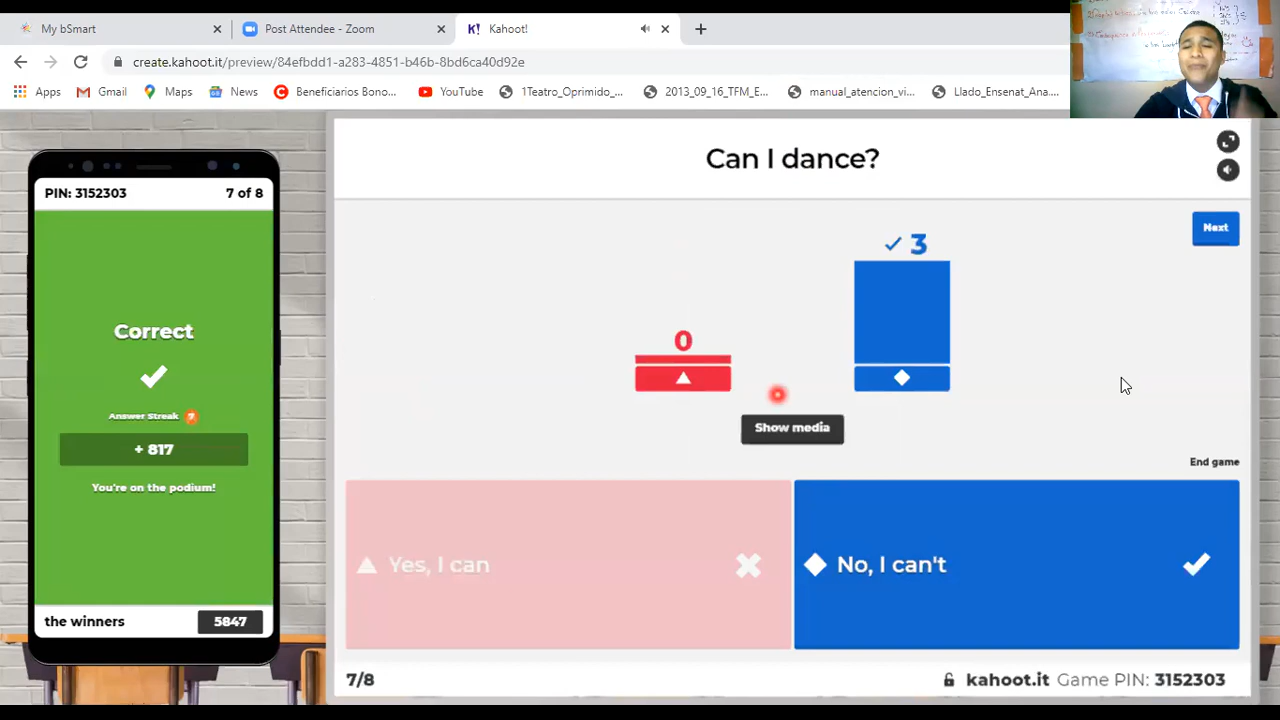 My bSmart
Post Attendee - Zoom
K! Kahoot!
create.kahoot.it/preview/84efbdd1-a283-4851-b46b-8bd6ca40d92e
Apps
Gmail
Maps
News
Beneficiarios Bono...
YouTube
1Teatro_Oprimido_...
2013_09_16_TFM_E...
manual_atencion_vi...
Llado_Ensenat_Ana...
PIN: 3152303
7 of 8
Correct
Answer Streak 7
+ 817
You're on the podium!
the winners
5847
Can I dance?
Next
0
3
Show media
End game
Yes, I can
No, I can't
7/8
kahoot.it Game PIN: 3152303